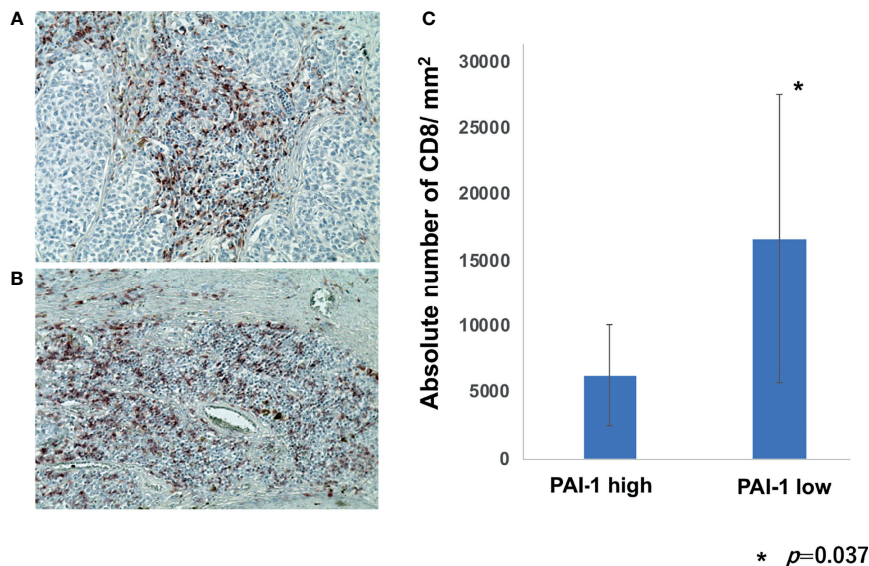 A
B
C
Absolute number of CD8/ mm²
30000
25000
20000
15000
10000
5000
0
*
PAI-1 high
PAI-1 low
* p=0.037